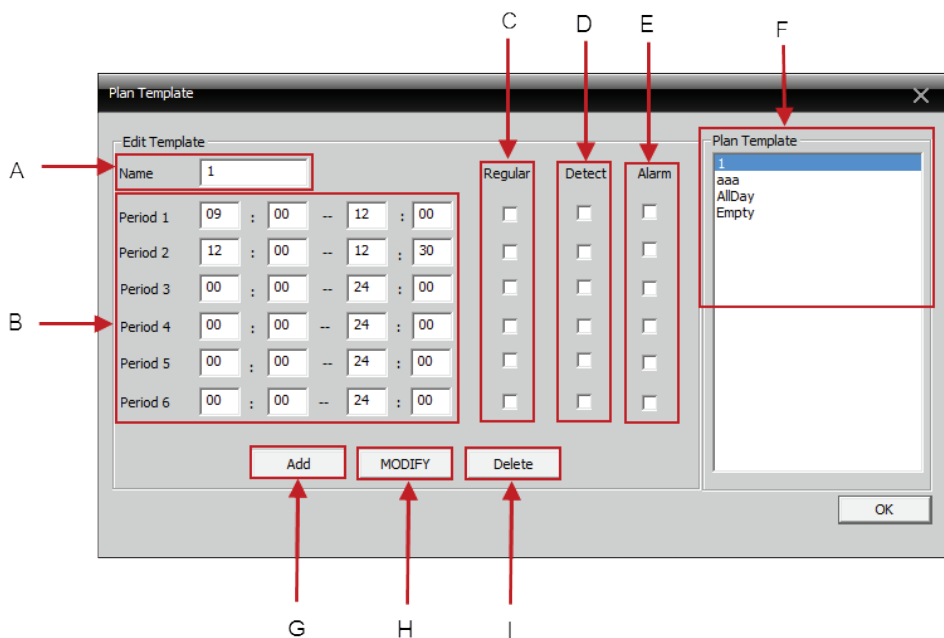 C D E F
Plan Template
Edit Template
Plan Template
A
Name 1
Regular Detect Alarm
1
aaa
AllDay
Empty
Period 1 09 : 00 -- 12 : 00
Period 2 12 : 00 -- 12 : 30
Period 3 00 : 00 -- 24 : 00
B
Period 4 00 : 00 -- 24 : 00
Period 5 00 : 00 -- 24 : 00
Period 6 00 : 00 -- 24 : 00
Add MODIFY Delete
OK
G H I